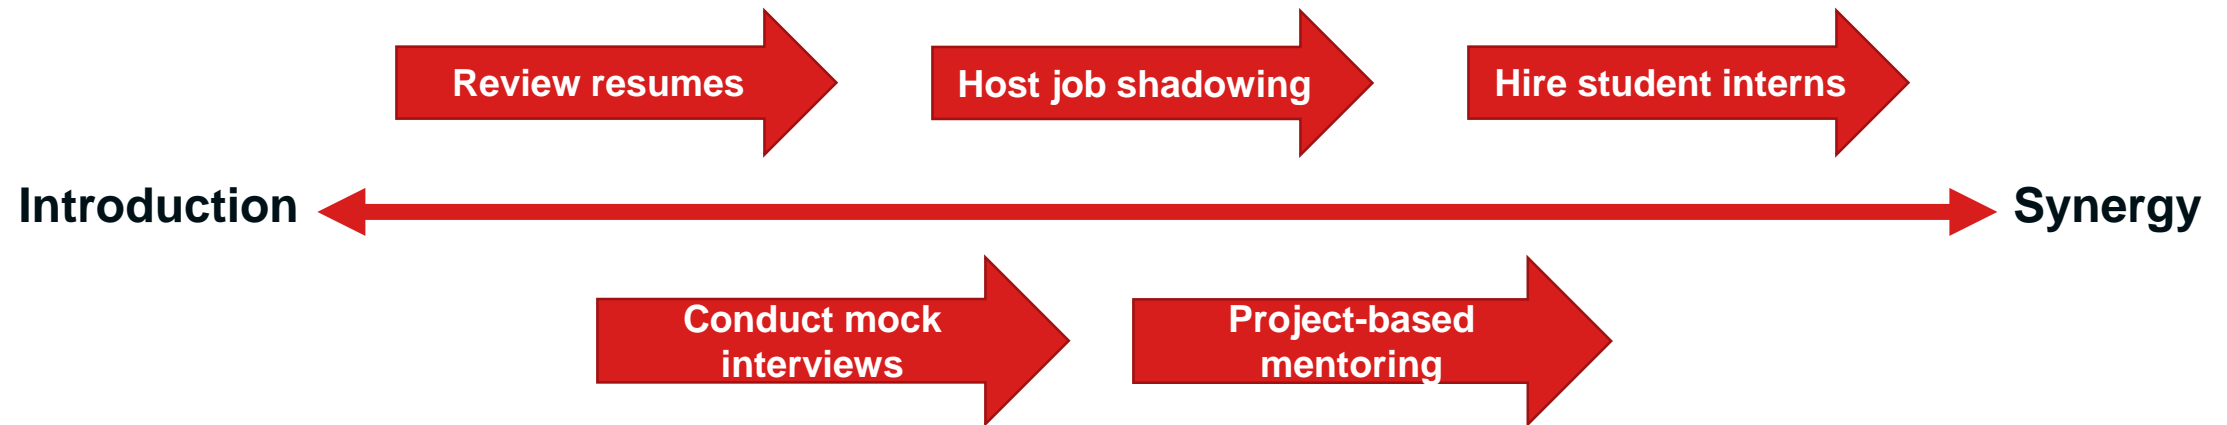 Review resumes
Host job shadowing
Hire student interns
Introduction
Synergy
Conduct mock
interviews
Project-based
mentoring